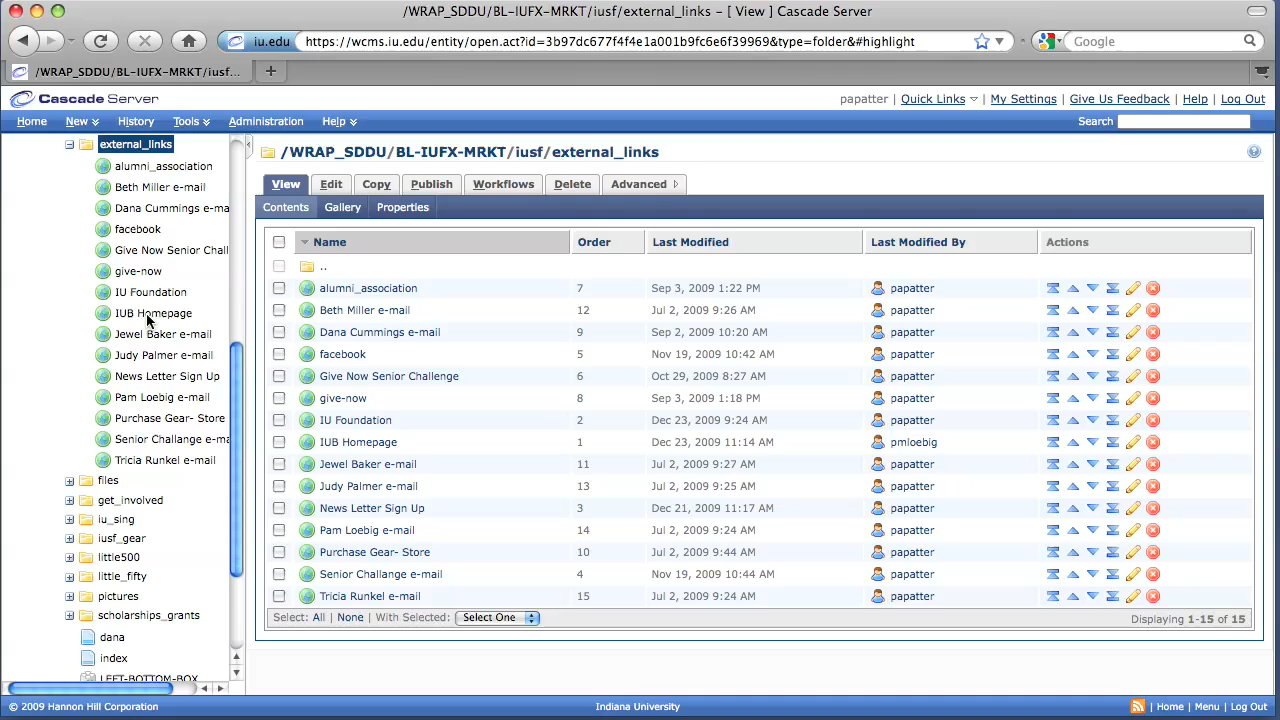 /WRAP_SDDU/BL-IUFX-MRKT/iusf/external_links – [ View ] Cascade Server
iu.edu https://wcms.iu.edu/entity/open.act?id=3b97dc677f4f4e1a001b9fc6e6f39969&type=folder&#highlight Google
/WRAP_SDDU/BL-IUFX-MRKT/iusf...
Cascade Server papatter | Quick Links | My Settings | Give Us Feedback | Help | Log Out
Home New History Tools Administration Help Search
external_links
alumni_association
Beth Miller e-mail
Dana Cummings e-ma
facebook
Give Now Senior Chall
give-now
IU Foundation
IUB Homepage
Jewel Baker e-mail
Judy Palmer e-mail
News Letter Sign Up
Pam Loebig e-mail
Purchase Gear- Store
Senior Challange e-ma
Tricia Runkel e-mail
files
get_involved
iu_sing
iusf_gear
little500
little_fifty
pictures
scholarships_grants
dana
index
LEFT-BOTTOM-BOX
/WRAP_SDDU/BL-IUFX-MRKT/iusf/external_links
View Edit Copy Publish Workflows Delete Advanced
Contents Gallery Properties
Name Order Last Modified Last Modified By Actions
..
alumni_association 7 Sep 3, 2009 1:22 PM papatter
Beth Miller e-mail 12 Jul 2, 2009 9:26 AM papatter
Dana Cummings e-mail 9 Sep 2, 2009 10:20 AM papatter
facebook 5 Nov 19, 2009 10:42 AM papatter
Give Now Senior Challenge 6 Oct 29, 2009 8:27 AM papatter
give-now 8 Sep 3, 2009 1:18 PM papatter
IU Foundation 2 Dec 23, 2009 9:24 AM papatter
IUB Homepage 1 Dec 23, 2009 11:14 AM pmloebig
Jewel Baker e-mail 11 Jul 2, 2009 9:27 AM papatter
Judy Palmer e-mail 13 Jul 2, 2009 9:25 AM papatter
News Letter Sign Up 3 Dec 21, 2009 11:17 AM papatter
Pam Loebig e-mail 14 Jul 2, 2009 9:24 AM papatter
Purchase Gear- Store 10 Jul 2, 2009 9:44 AM papatter
Senior Challange e-mail 4 Nov 19, 2009 10:44 AM papatter
Tricia Runkel e-mail 15 Jul 2, 2009 9:24 AM papatter
Select: All | None | With Selected: Select One Displaying 1-15 of 15
© 2009 Hannon Hill Corporation Indiana University | Home | Menu | Log Out